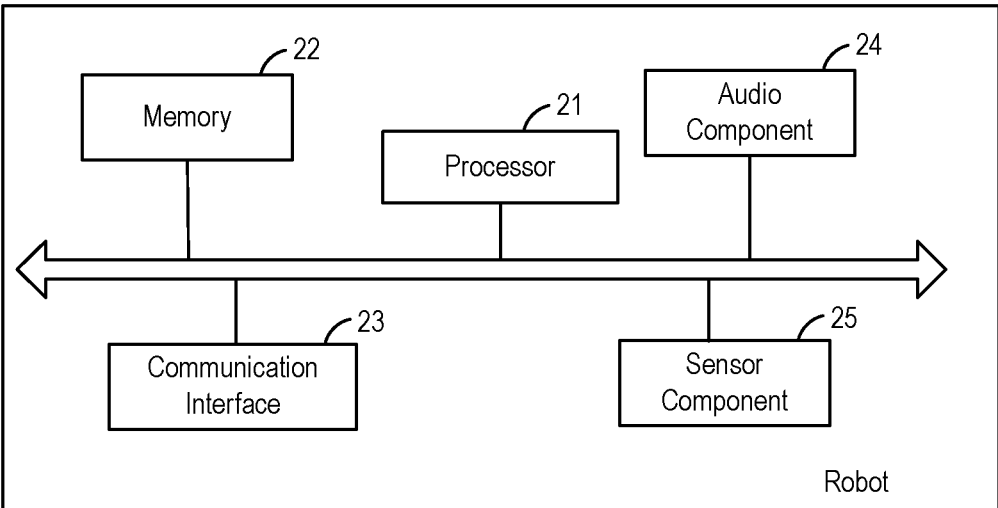 22
Memory
21
Processor
24
Audio
Component
23
Communication
Interface
25
Sensor
Component
Robot